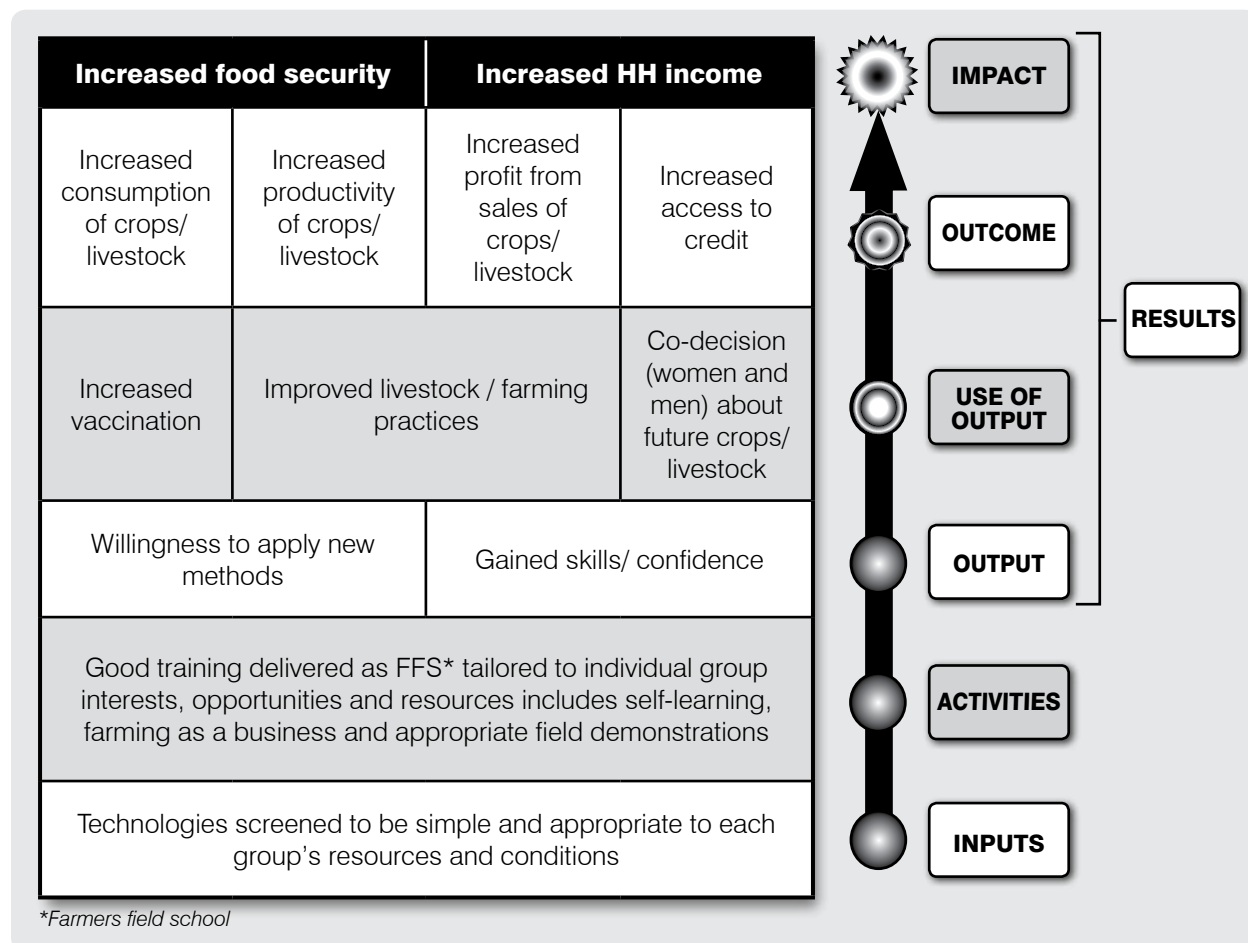 Increased food security
Increased HH income
IMPACT
Increased
consumption
of crops/
livestock
Increased
productivity
of crops/
livestock
Increased
profit from
sales of
crops/
livestock
Increased
access to
credit
OUTCOME
RESULTS
Increased
vaccination
Improved livestock / farming
practices
Co-decision
(women and
men) about
future crops/
livestock
USE OF
OUTPUT
Willingness to apply new
methods
Gained skills/ confidence
OUTPUT
Good training delivered as FFS* tailored to individual group
interests, opportunities and resources includes self-learning,
farming as a business and appropriate field demonstrations
ACTIVITIES
Technologies screened to be simple and appropriate to each
group’s resources and conditions
INPUTS
*Farmers field school